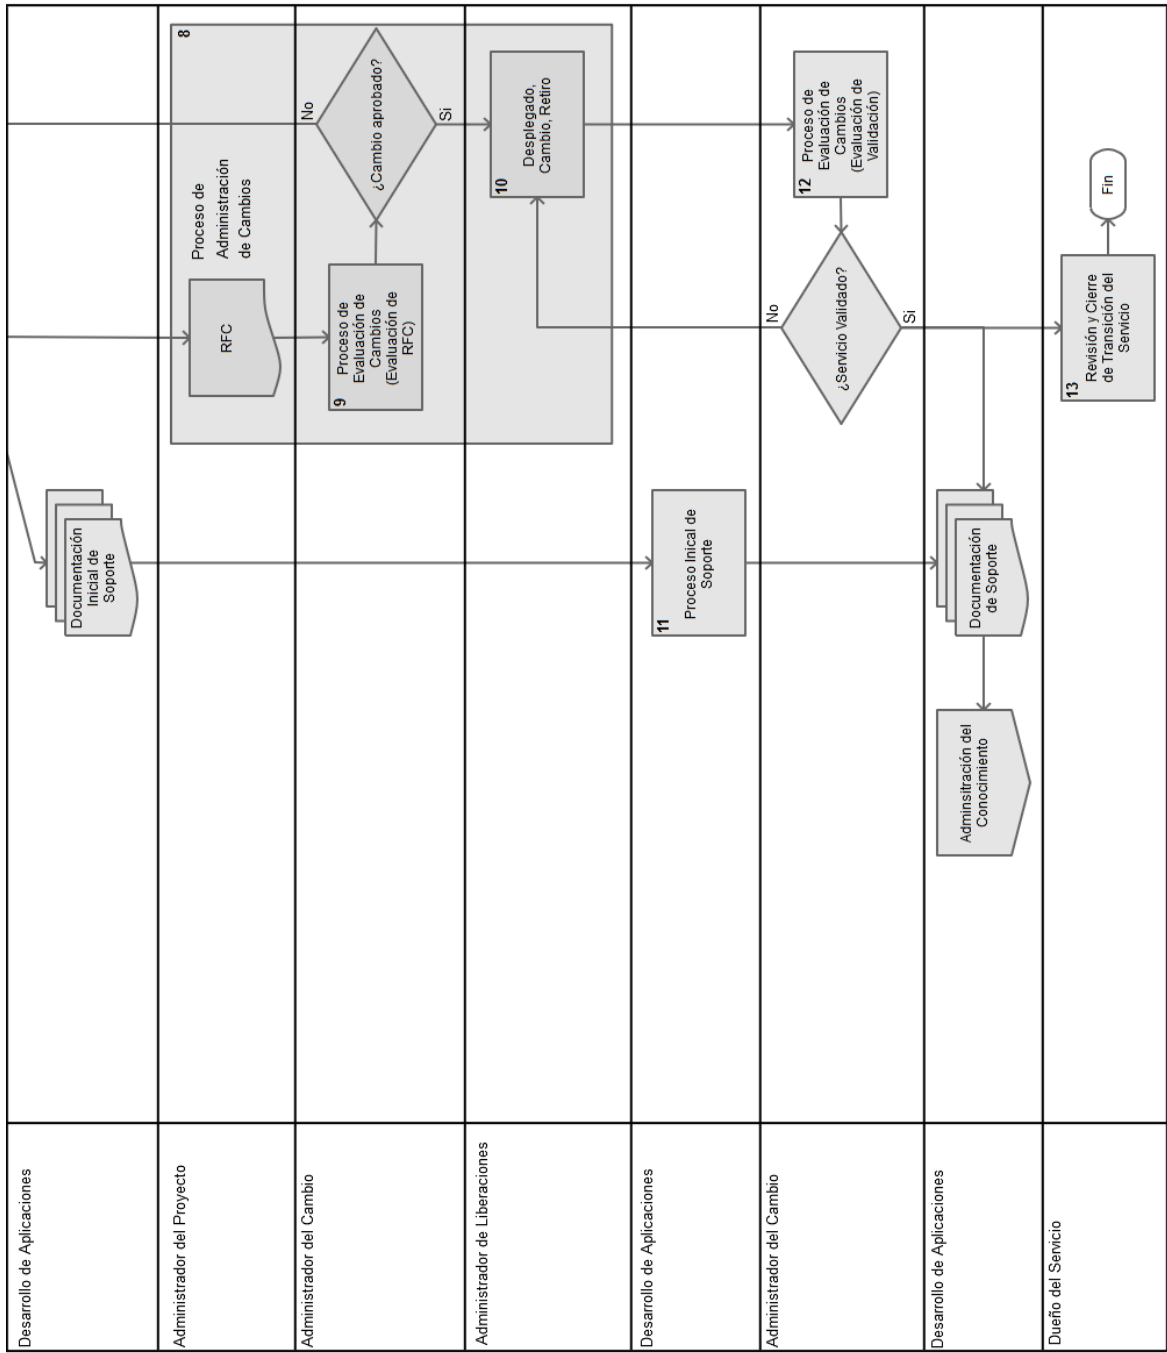 Desarrollo de Aplicaciones
Documentación
Inicial de
Soporte
Administrador del Proyecto
8
Proceso de
Administración
de Cambios
RFC
Administrador del Cambio
9
Proceso de
Evaluación de
Cambios
(Evaluación de
RFC)
¿Cambio aprobado?
No
Si
Administrador de Liberaciones
10
Desplegado,
Cambio, Retiro
Desarrollo de Aplicaciones
11
Proceso Inical de
Soporte
Administrador del Cambio
12
Proceso de
Evaluación de
Cambios
(Evaluación de
Validación)
¿Servicio Validado?
No
Si
Desarrollo de Aplicaciones
Documentación
de Soporte
Adminsitración del
Conocimiento
Dueño del Servicio
13
Revisión y Cierre
de Transición del
Servicio
Fin